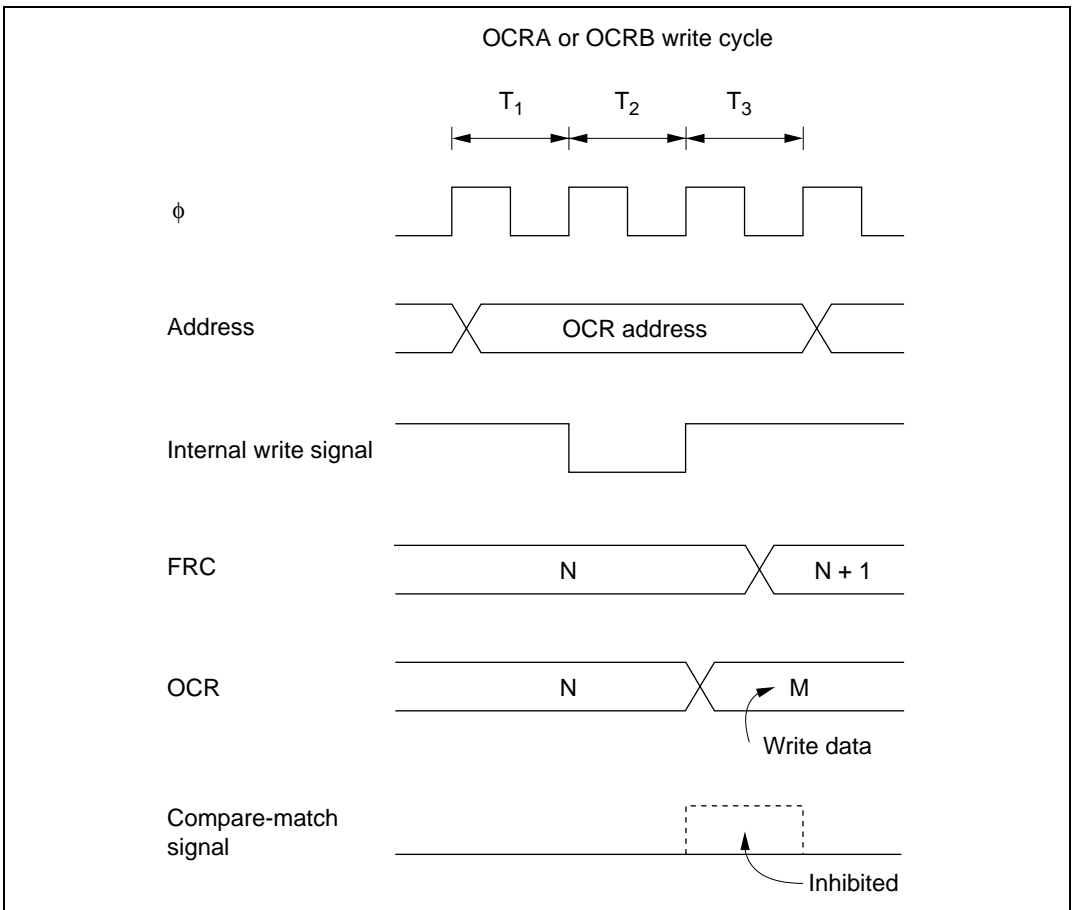 OCRA or OCRB write cycle
T₁ T₂ T₃
ϕ
Address
OCR address
Internal write signal
FRC
N
N + 1
OCR
N
M
Write data
Compare-match
signal
Inhibited